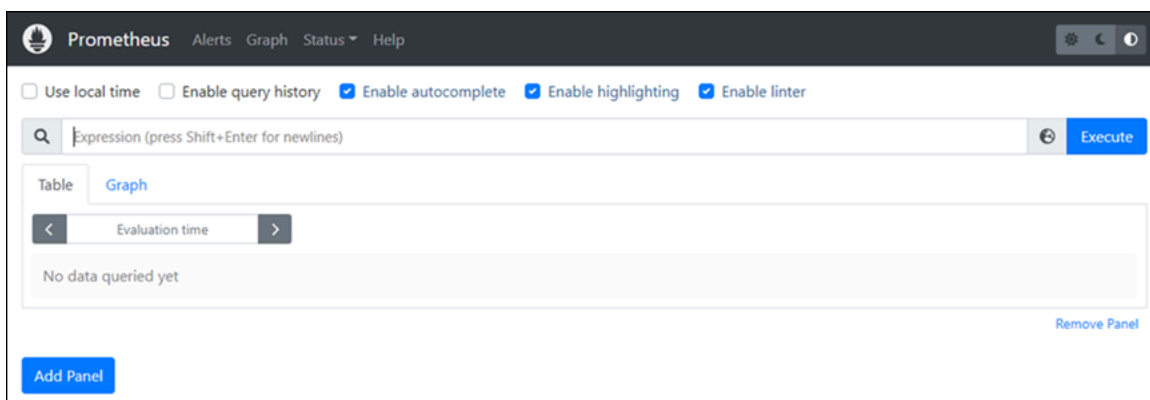 Prometheus Alerts Graph Status Help
Use local time Enable query history Enable autocomplete Enable highlighting Enable linter
Expression (press Shift+Enter for newlines) Execute
Table Graph
Evaluation time
No data queried yet
Remove Panel
Add Panel